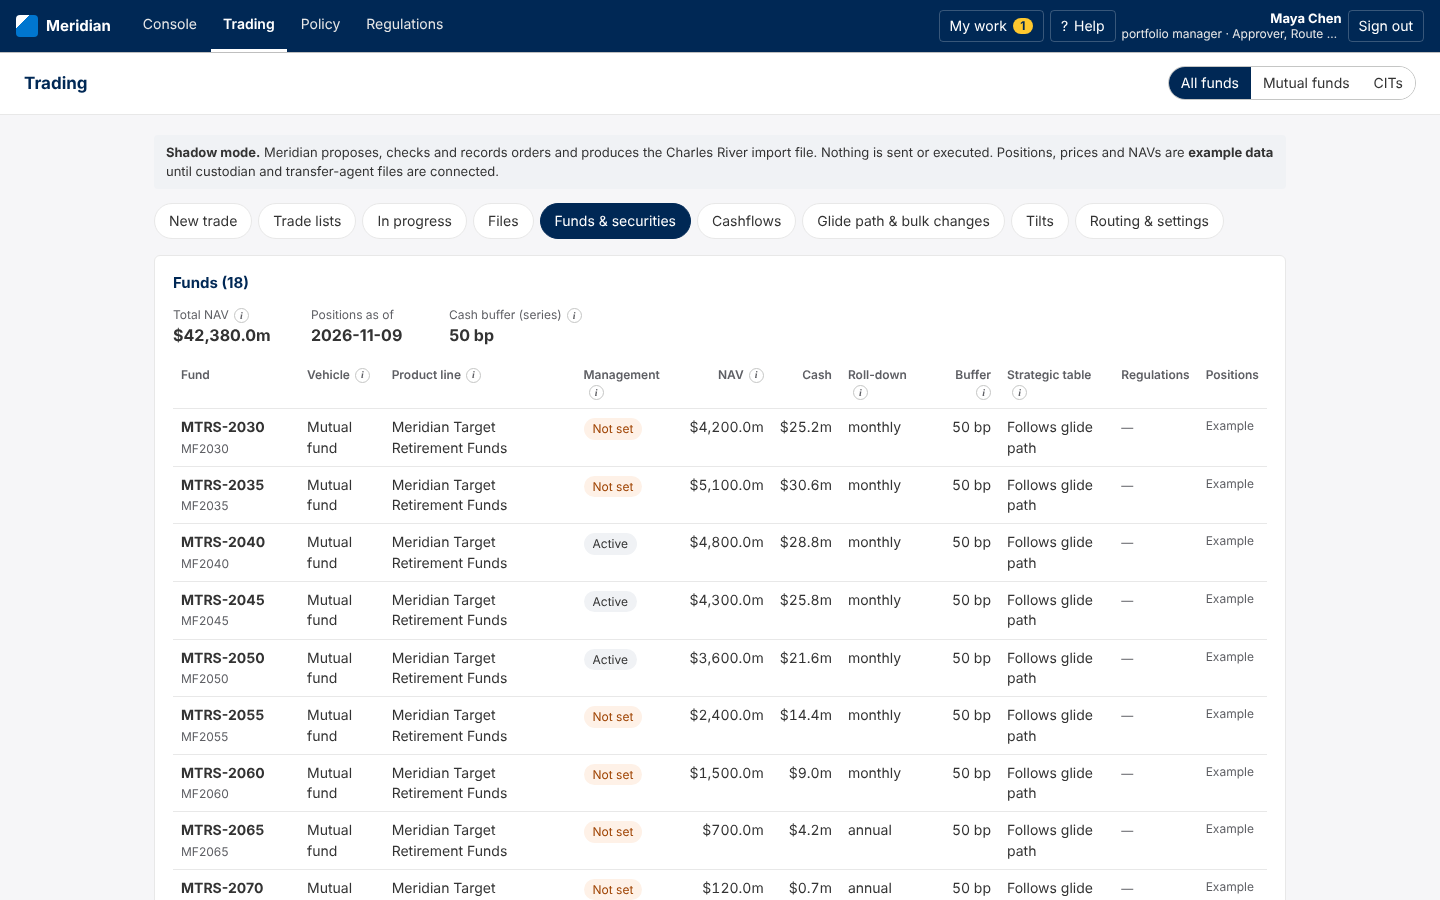 Meridian
Console
Trading
Policy
Regulations
My work 1
? Help
Maya Chen
portfolio manager · Approver, Route ...
Sign out
Trading
All funds
Mutual funds
CITs
Shadow mode. Meridian proposes, checks and records orders and produces the Charles River import file. Nothing is sent or executed. Positions, prices and NAVs are example data
until custodian and transfer-agent files are connected.
New trade
Trade lists
In progress
Files
Funds & securities
Cashflows
Glide path & bulk changes
Tilts
Routing & settings
Funds (18)
Total NAV i
$42,380.0m
Positions as of
2026-11-09
Cash buffer (series) i
50 bp
Fund Vehicle i Product line i Management i NAV i Cash Roll-down i Buffer i Strategic table i Regulations Positions
MTRS-2030 Mutual Meridian Target Not set $4,200.0m $25.2m monthly 50 bp Follows glide — Example
MF2030 fund Retirement Funds path
MTRS-2035 Mutual Meridian Target Not set $5,100.0m $30.6m monthly 50 bp Follows glide — Example
MF2035 fund Retirement Funds path
MTRS-2040 Mutual Meridian Target Active $4,800.0m $28.8m monthly 50 bp Follows glide — Example
MF2040 fund Retirement Funds path
MTRS-2045 Mutual Meridian Target Active $4,300.0m $25.8m monthly 50 bp Follows glide — Example
MF2045 fund Retirement Funds path
MTRS-2050 Mutual Meridian Target Active $3,600.0m $21.6m monthly 50 bp Follows glide — Example
MF2050 fund Retirement Funds path
MTRS-2055 Mutual Meridian Target Not set $2,400.0m $14.4m monthly 50 bp Follows glide — Example
MF2055 fund Retirement Funds path
MTRS-2060 Mutual Meridian Target Not set $1,500.0m $9.0m monthly 50 bp Follows glide — Example
MF2060 fund Retirement Funds path
MTRS-2065 Mutual Meridian Target Not set $700.0m $4.2m annual 50 bp Follows glide — Example
MF2065 fund Retirement Funds path
MTRS-2070 Mutual Meridian Target Not set $120.0m $0.7m annual 50 bp Follows glide — Example